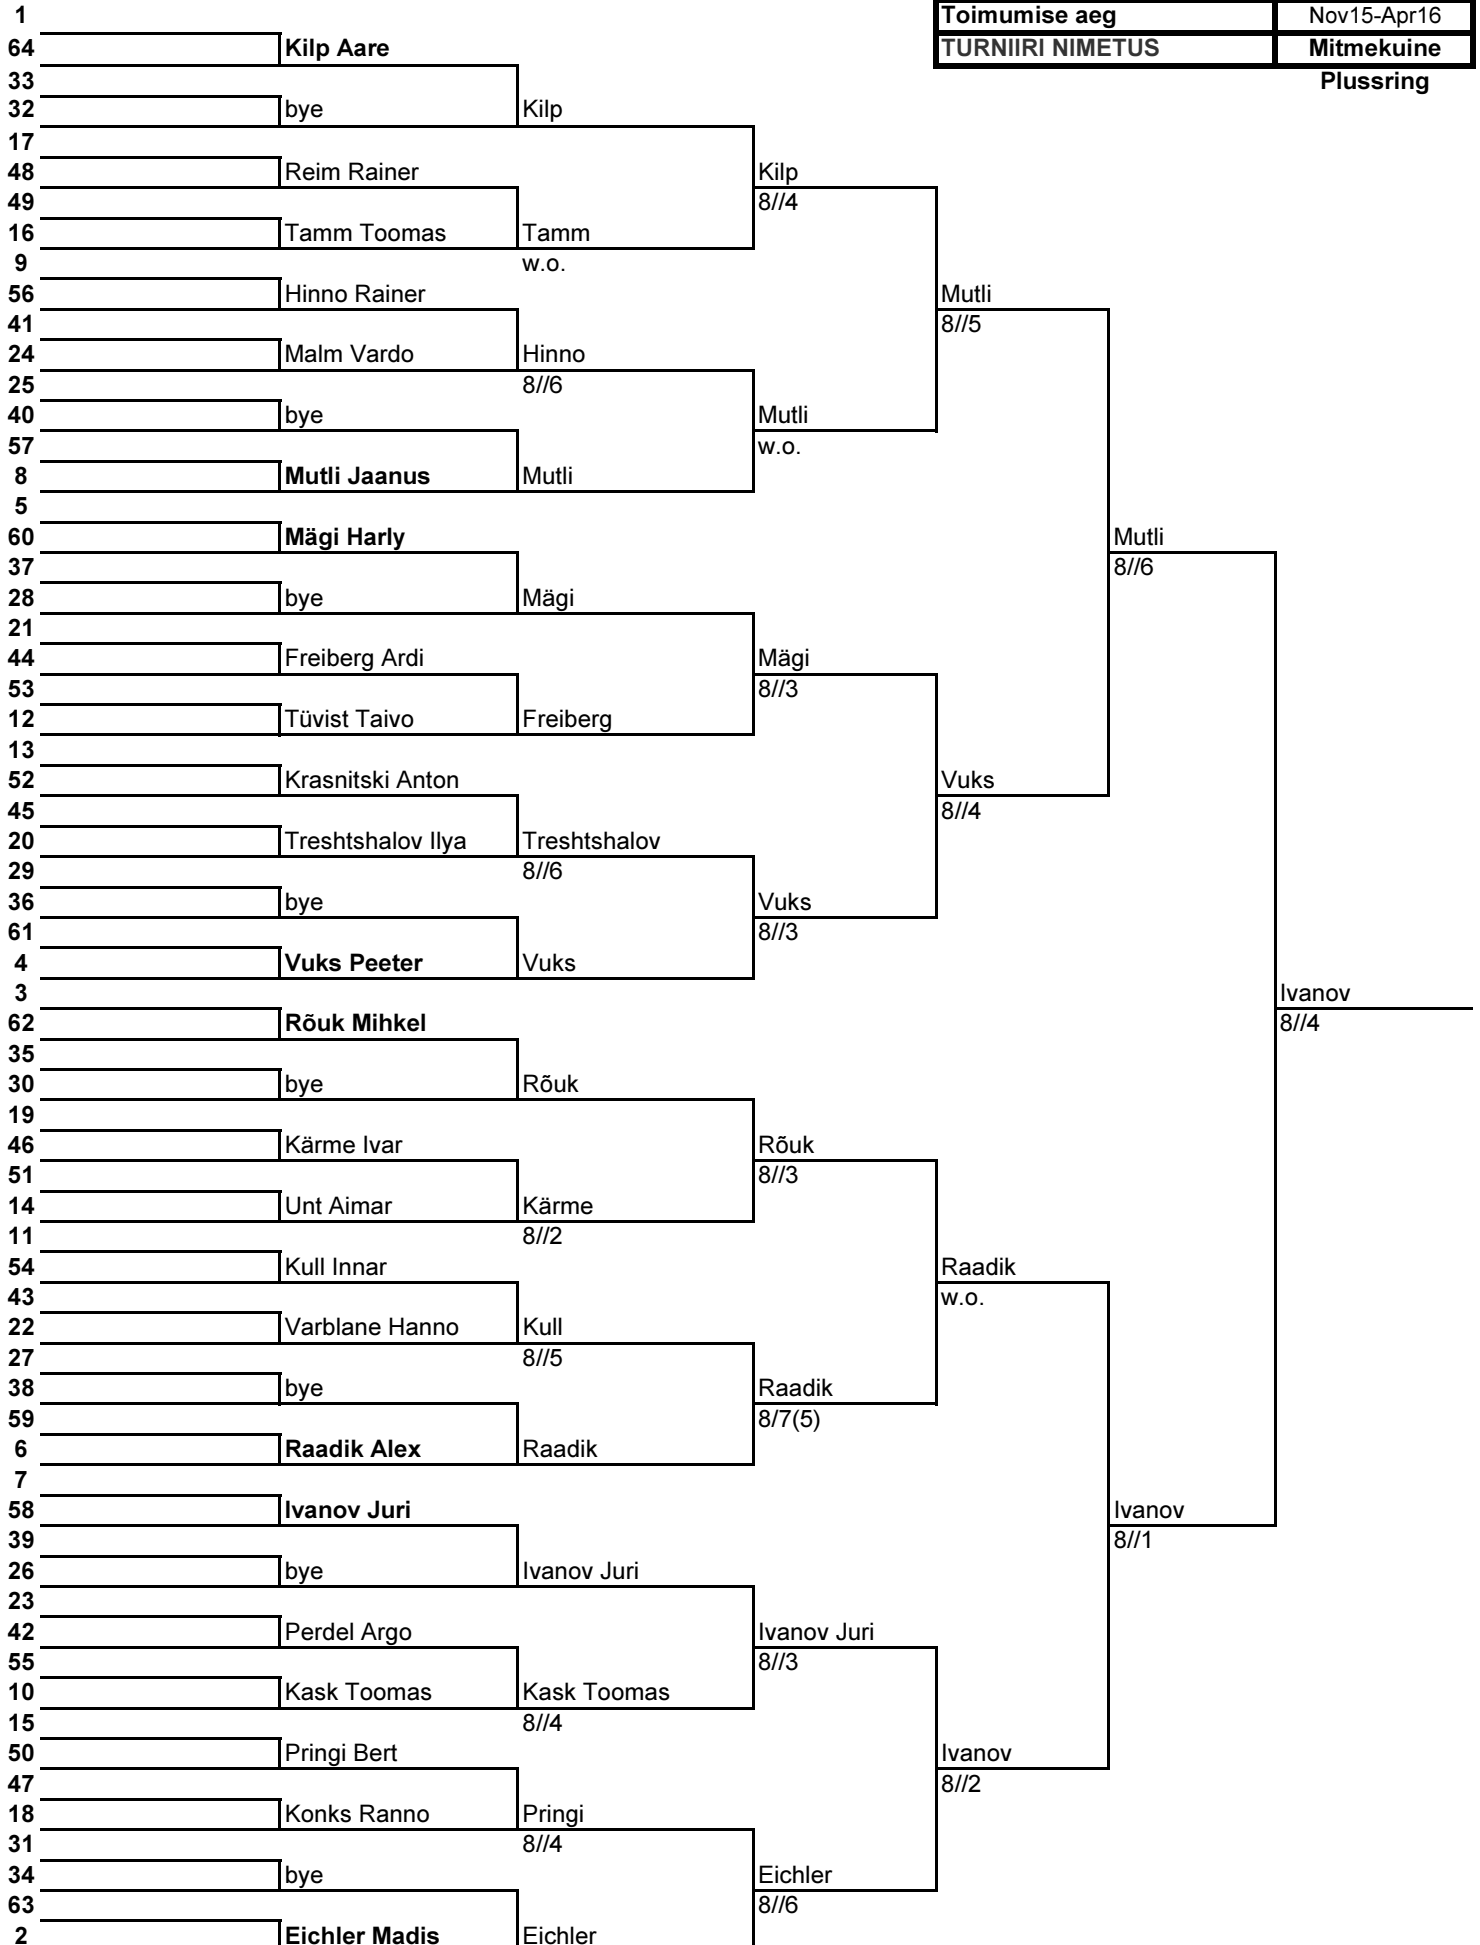 1 Toimumise aeg Nov15-Apr16
64 Kilp Aare TURNIIRI NIMETUS Mitmekuine
33 Plussring
32 bye Kilp
17
48 Reim Rainer Kilp
49 8//4
16 Tamm Toomas Tamm
9 w.o.
56 Hinno Rainer Mutli
41 8//5
24 Malm Vardo Hinno
25 8//6
40 bye Mutli
57 w.o.
8 Mutli Jaanus Mutli
5
60 Mägi Harly Mutli
37 8//6
28 bye Mägi
21
44 Freiberg Ardi Mägi
53 8//3
12 Tüvist Taivo Freiberg
13
52 Krasnitski Anton Vuks
45 8//4
20 Treshtshalov Ilya Treshtshalov
29 8//6
36 bye Vuks
61 8//3
4 Vuks Peeter Vuks
3 Ivanov
62 Rõuk Mihkel 8//4
35
30 bye Rõuk
19
46 Kärme Ivar Rõuk
51 8//3
14 Unt Aimar Kärme
11 8//2
54 Kull Innar Raadik
43 w.o.
22 Varblane Hanno Kull
27 8//5
38 bye Raadik
59 8/7(5)
6 Raadik Alex Raadik
7
58 Ivanov Juri Ivanov
39 8//1
26 bye Ivanov Juri
23
42 Perdel Argo Ivanov Juri
55 8//3
10 Kask Toomas Kask Toomas
15 8//4
50 Pringi Bert Ivanov
47 8//2
18 Konks Ranno Pringi
31 8//4
34 bye Eichler
63 8//6
2 Eichler Madis Eichler